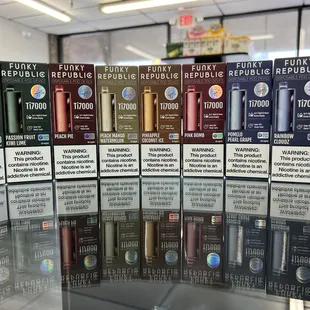 FUNKY REPUBLIC
Ti7000
PASSION FRUIT KIWI LIME
WARNING:
This product contains nicotine.
Nicotine is an addictive chemical.
FUNKY REPUBLIC
Ti7000
PEACH PIE
WARNING:
This product contains nicotine.
Nicotine is an addictive chemical.
FUNKY REPUBLIC
Ti7000
PEACH MANGO WATERMELON
WARNING:
This product contains nicotine.
Nicotine is an addictive chemical.
FUNKY REPUBLIC
Ti7000
PINEAPPLE COCONUT ICE
WARNING:
This product contains nicotine.
Nicotine is an addictive chemical.
FUNKY REPUBLIC
Ti7000
PINK BOMB
WARNING:
This product contains nicotine.
Nicotine is an addictive chemical.
FUNKY REPUBLIC
Ti7000
POMELO PEARL GRAPE
WARNING:
This product contains nicotine.
Nicotine is an addictive chemical.
FUNKY REPUBLIC
Ti7000
RAINBOW CLOUDZ
WARNING:
This product contains nicotine.
Nicotine is an addictive chemical.